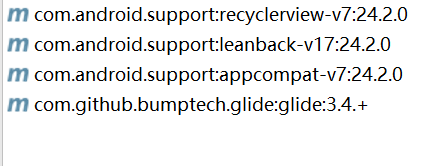 com.android.support:recyclerview-v7:24.2.0
com.android.support:leanback-v17:24.2.0
com.android.support:appcompat-v7:24.2.0
com.github.bumptech.glide:glide:3.4.+